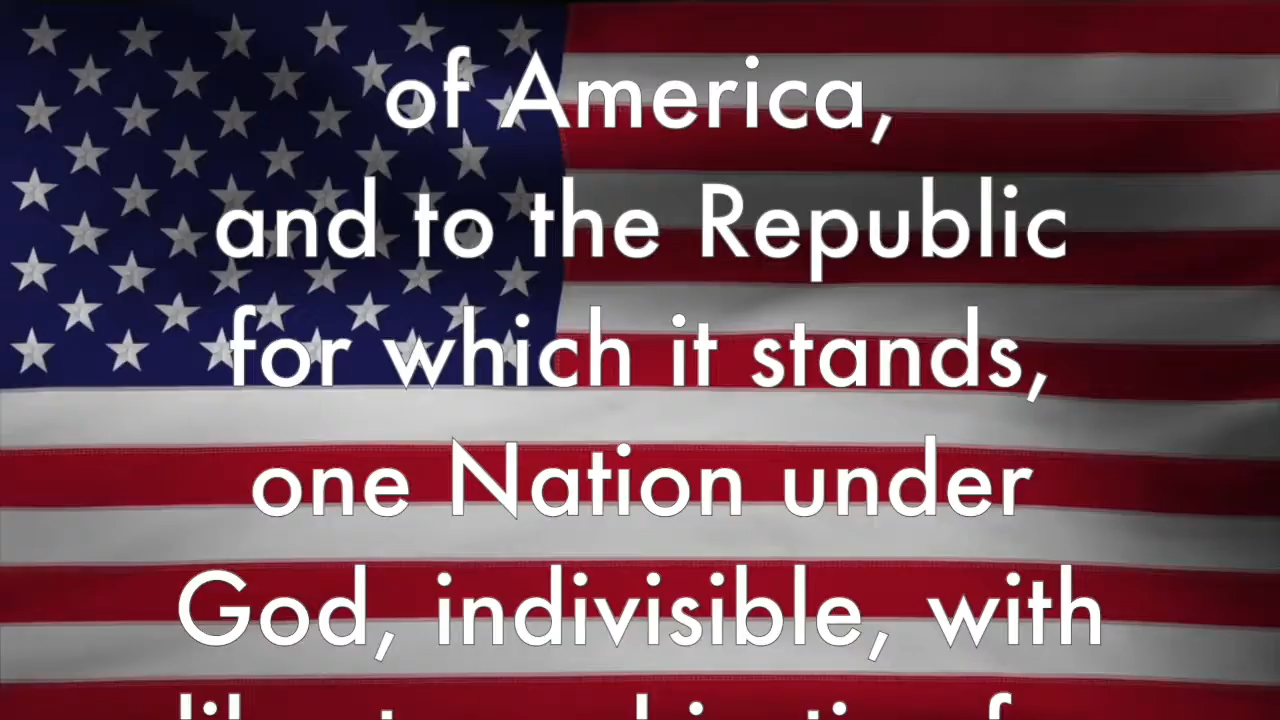 of America,
and to the Republic
for which it stands,
one Nation under
God, indivisible, with